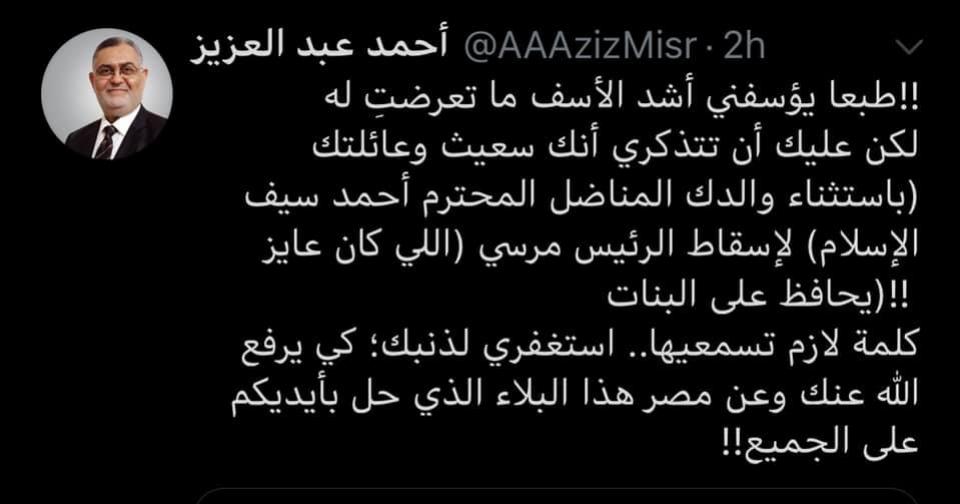 أحمد عبد العزيز @AAAzizMisr · 2h
!!طبعا يؤسفني أشد الأسف ما تعرضتِ له
لكن عليك أن تتذكري أنك سعيث وعائلتك
(باستثناء والدك المناضل المحترم أحمد سيف
الإسلام) لإسقاط الرئيس مرسي (اللي كان عايز
!!(يحافظ على البنات
كلمة لازم تسمعيها.. استغفري لذنبك؛ كي يرفع
الله عنك وعن مصر هذا البلاء الذي حل بأيديكم
على الجميع!!